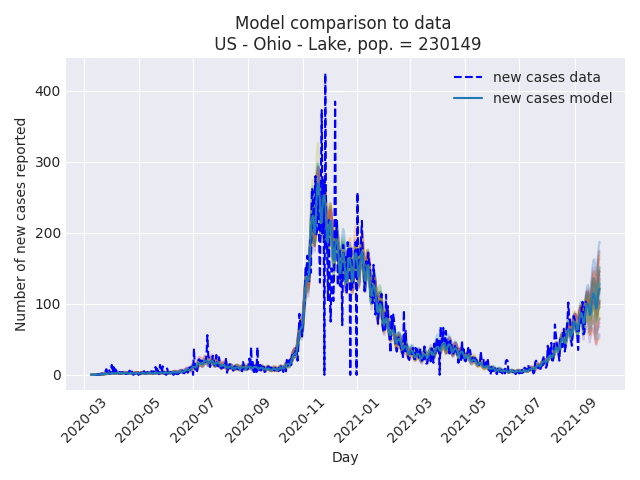 Model comparison to data
US - Ohio - Lake, pop. = 230149
new cases data
new cases model
Number of new cases reported
400
300
200
100
0
2020-03
2020-05
2020-07
2020-09
2020-11
2021-01
2021-03
2021-05
2021-07
2021-09
Day